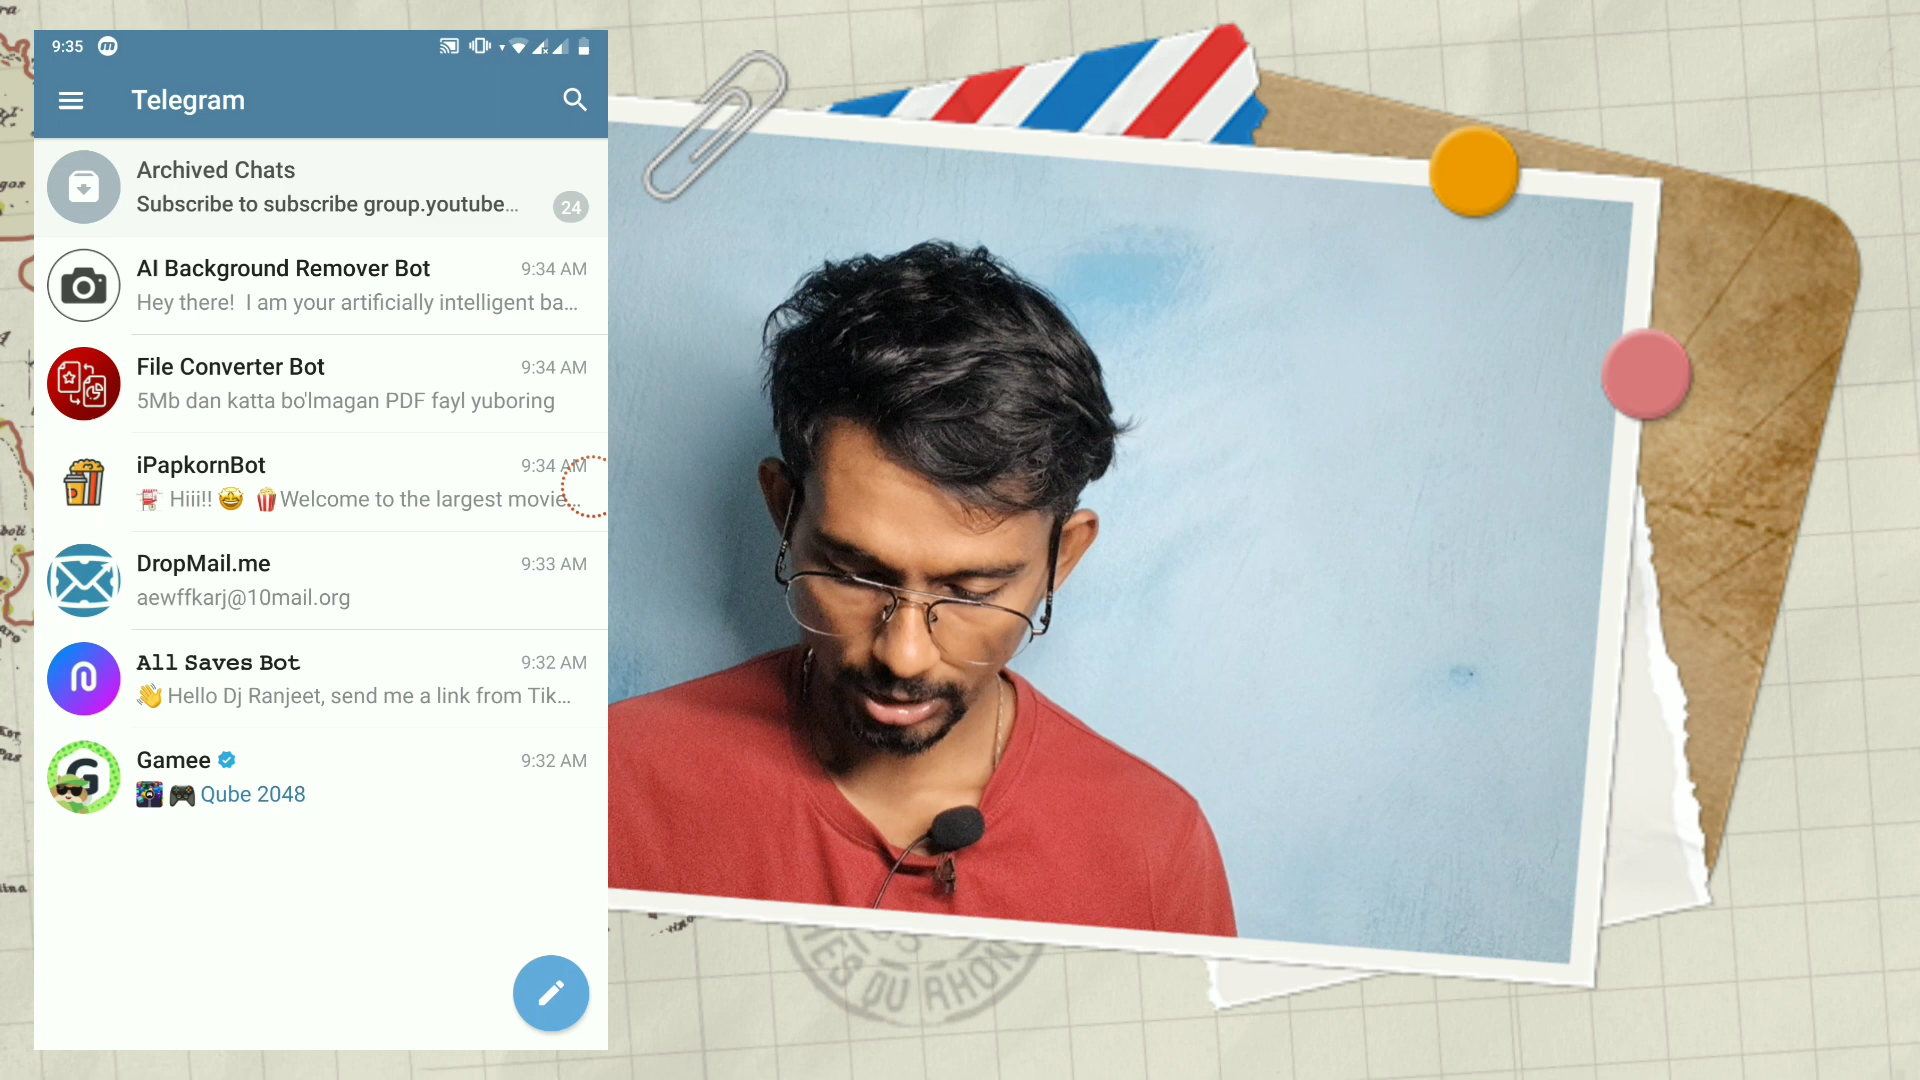 9:35
Telegram
Archived Chats
Subscribe to subscribe group.youtube...
24
AI Background Remover Bot
9:34 AM
Hey there! I am your artificially intelligent ba...
File Converter Bot
9:34 AM
5Mb dan katta bo'lmagan PDF fayl yuboring
iPapkornBot
9:34 AM
Hiii!! 🤩 🍿Welcome to the largest movie...
DropMail.me
9:33 AM
aewffkarj@10mail.org
All Saves Bot
9:32 AM
👋 Hello Dj Ranjeet, send me a link from Tik...
Gamee
9:32 AM
🎮 Qube 2048
DU RHON